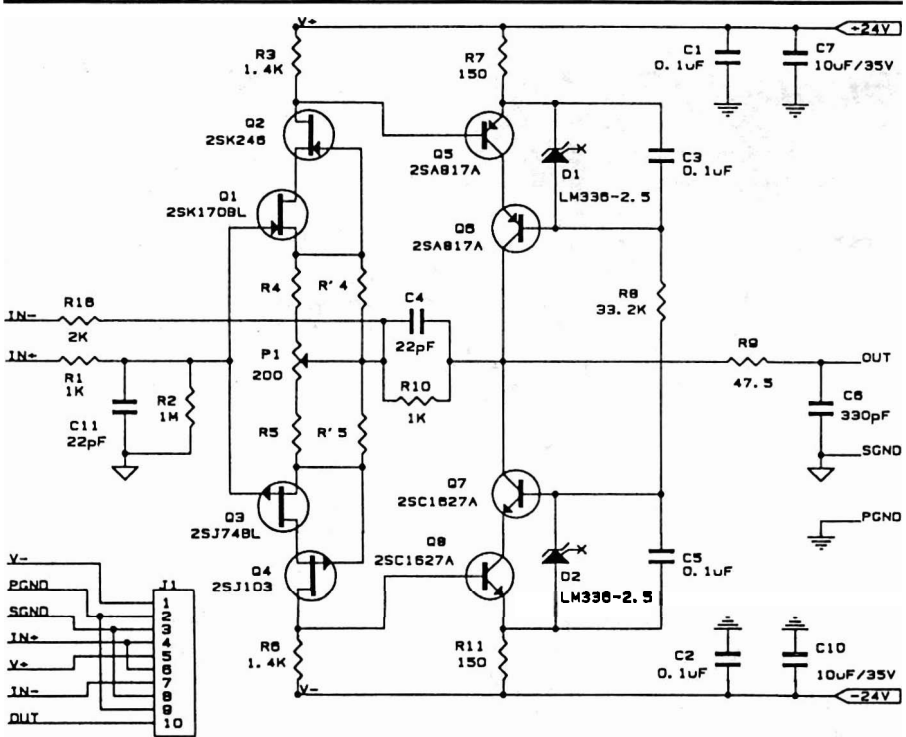 V+
+24V
R3
1.4K
R7
150
C1
0.1uF
C7
10uF/35V
Q2
2SK246
Q5
2SA817A
D1
LM336-2.5
C3
0.1uF
Q1
2SK170BL
Q6
2SA817A
R4
R'4
R8
33.2K
IN-
R16
2K
C4
22pF
IN+
R1
1K
P1
200
R10
1K
R9
47.5
OUT
C11
22pF
R2
1M
R5
R'5
C6
330pF
SGND
Q3
2SJ74BL
Q7
2SC1627A
PGND
Q4
2SJ103
Q8
2SC1627A
D2
LM336-2.5
C5
0.1uF
R6
1.4K
R11
150
C2
0.1uF
C10
10uF/35V
V-
-24V
J1
V- 1
PGND 2
SGND 3
IN+ 4
V+ 5
6
IN- 7
8
9
OUT 10